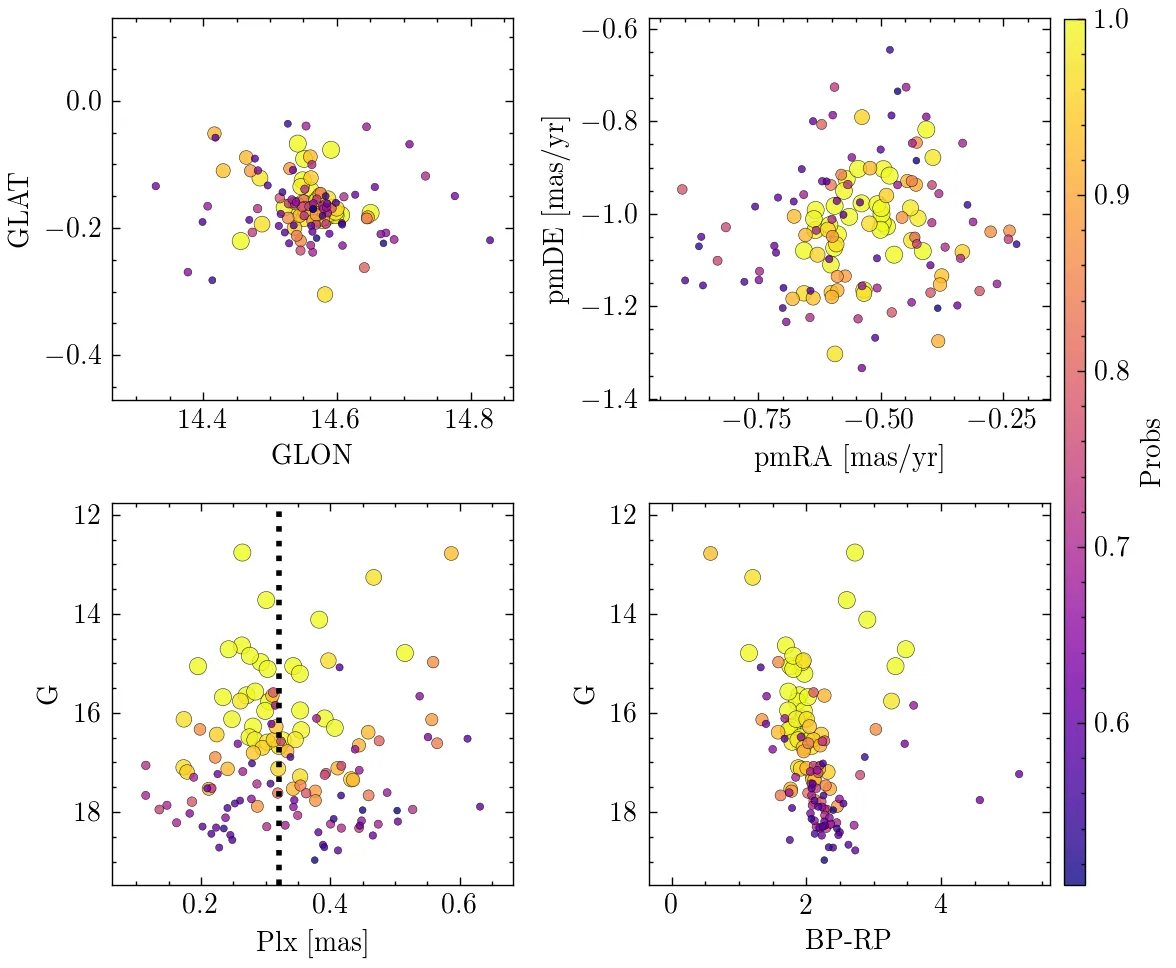 0.0
−0.2
−0.4
GLAT
14.4 14.6 14.8
GLON
−0.6
−0.8
−1.0
−1.2
−1.4
pmDE [mas/yr]
−0.75 −0.50 −0.25
pmRA [mas/yr]
12
14
16
18
G
0.2 0.4 0.6
Plx [mas]
12
14
16
18
G
0 2 4
BP-RP
1.0
0.9
0.8
0.7
0.6
Probs